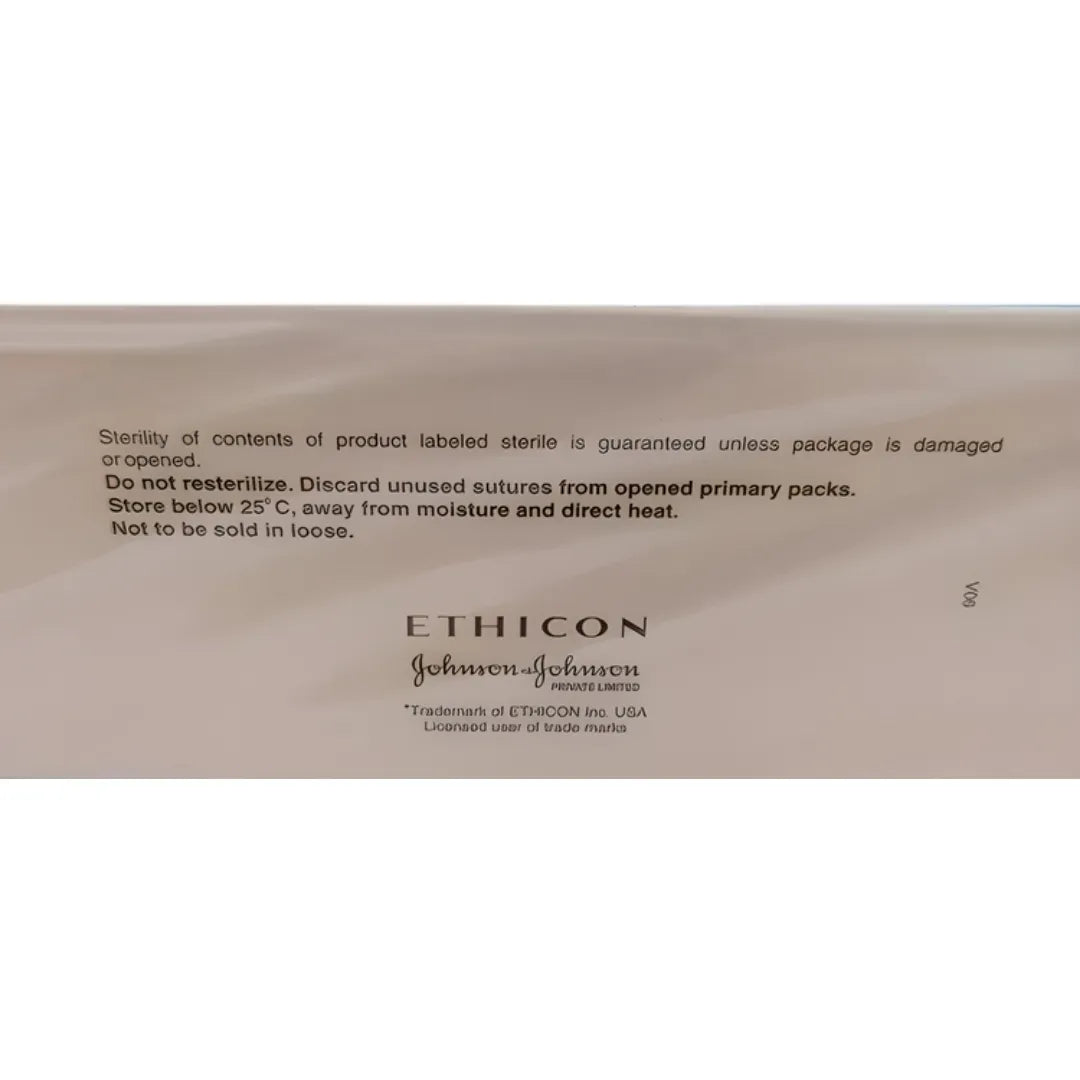 Sterility of contents of product labeled sterile is guaranteed unless package is damaged
or opened.
Do not resterilize. Discard unused sutures from opened primary packs.
Store below 25°C, away from moisture and direct heat.
Not to be sold in loose.
V06
ETHICON
Johnson & Johnson
PRIVATE LIMITED
*Trademark of ETHICON Inc. USA
Licensed user of trade marks